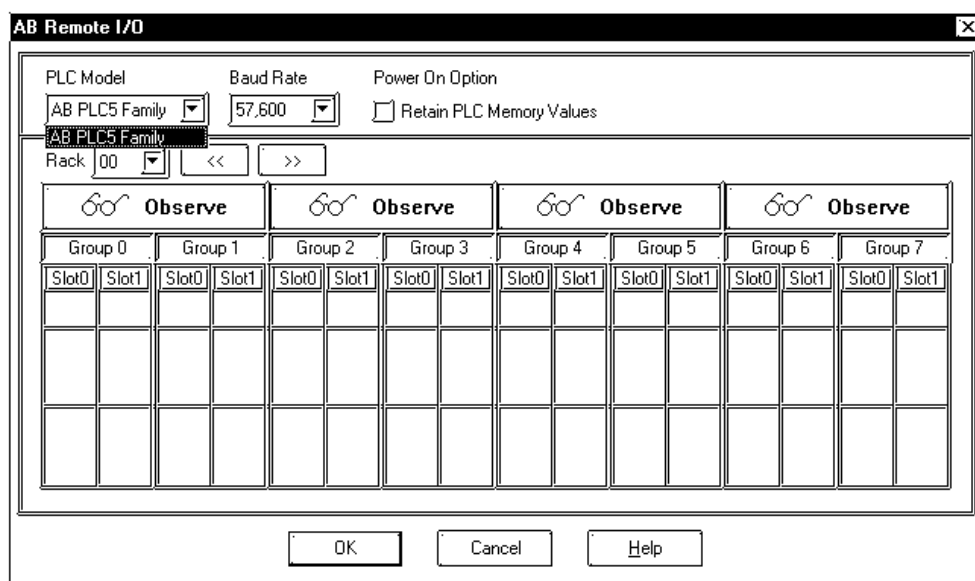 AB Remote I/O
PLC Model Baud Rate Power On Option
AB PLC5 Family 57,600 Retain PLC Memory Values
AB PLC5 Family
Rack 00 << >>
Observe Observe Observe Observe
Group 0 Group 1 Group 2 Group 3 Group 4 Group 5 Group 6 Group 7
Slot0 Slot1 Slot0 Slot1 Slot0 Slot1 Slot0 Slot1 Slot0 Slot1 Slot0 Slot1 Slot0 Slot1 Slot0 Slot1
OK Cancel Help